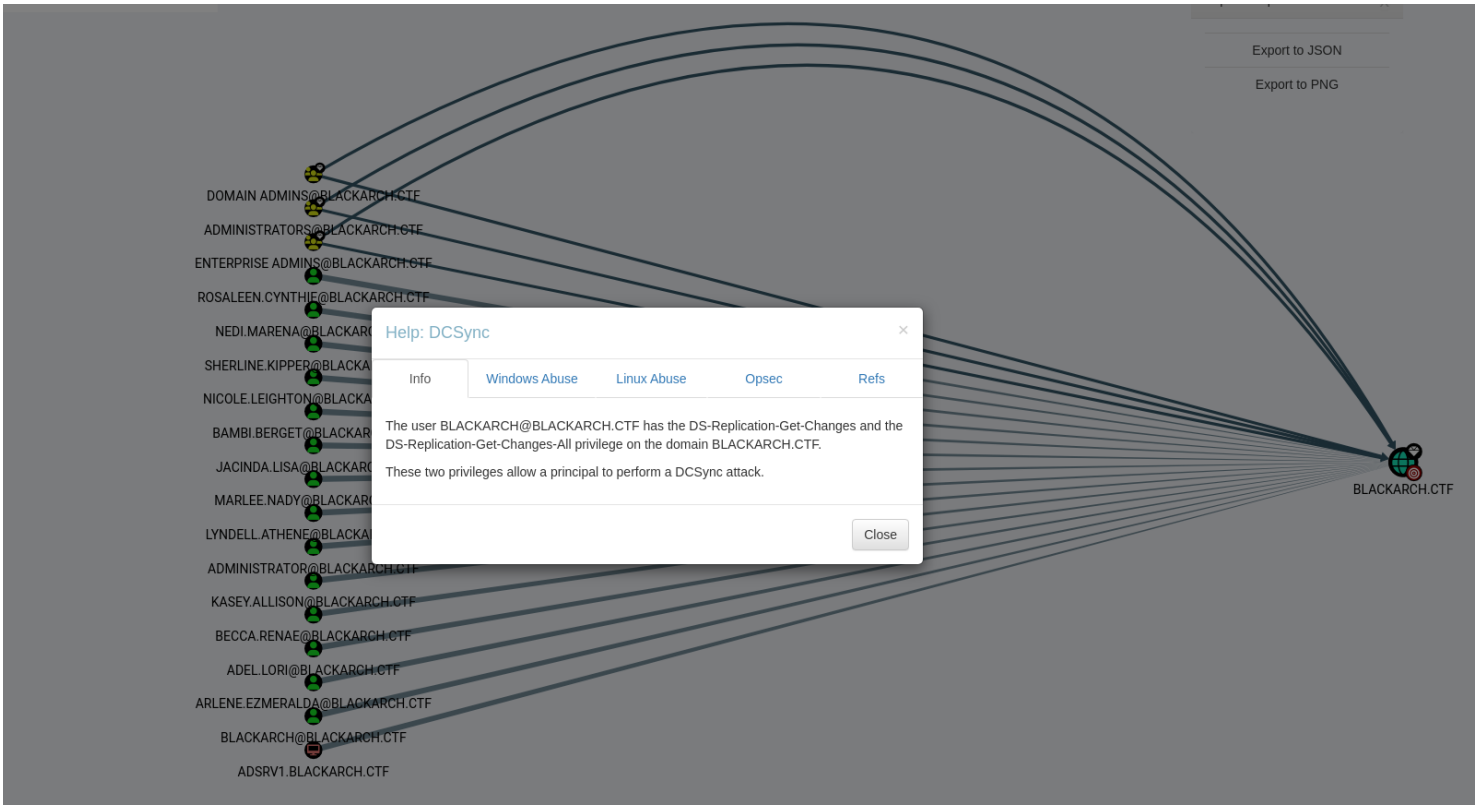 Export to JSON
Export to PNG
DOMAIN ADMINS@BLACKARCH.CTF
ADMINISTRATORS@BLACKARCH.CTF
ENTERPRISE ADMINS@BLACKARCH.CTF
ROSALEEN.CYNTHIE@BLACKARCH.CTF
NEDI.MARENA@BLACKARC
SHERLINE.KIPPER@BLACKA
NICOLE.LEIGHTON@BLACKA
BAMBI.BERGET@BLACKAR
JACINDA.LISA@BLACKARC
MARLEE.NADY@BLACKARC
LYNDELL.ATHENE@BLACKA
ADMINISTRATOR@BLACKARCH.CTF
KASEY.ALLISON@BLACKARCH.CTF
BECCA.RENAE@BLACKARCH.CTF
ADEL.LORI@BLACKARCH.CTF
ARLENE.EZMERALDA@BLACKARCH.CTF
BLACKARCH@BLACKARCH.CTF
ADSRV1.BLACKARCH.CTF
Help: DCSync
×
Info Windows Abuse Linux Abuse Opsec Refs
The user BLACKARCH@BLACKARCH.CTF has the DS-Replication-Get-Changes and the
DS-Replication-Get-Changes-All privilege on the domain BLACKARCH.CTF.
These two privileges allow a principal to perform a DCSync attack.
Close
BLACKARCH.CTF